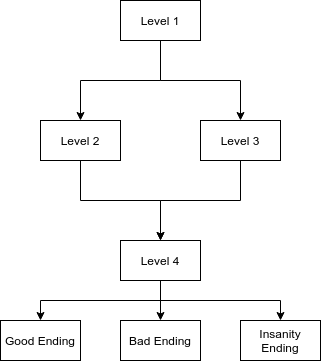 Level 1
Level 2
Level 3
Level 4
Good Ending
Bad Ending
Insanity
Ending